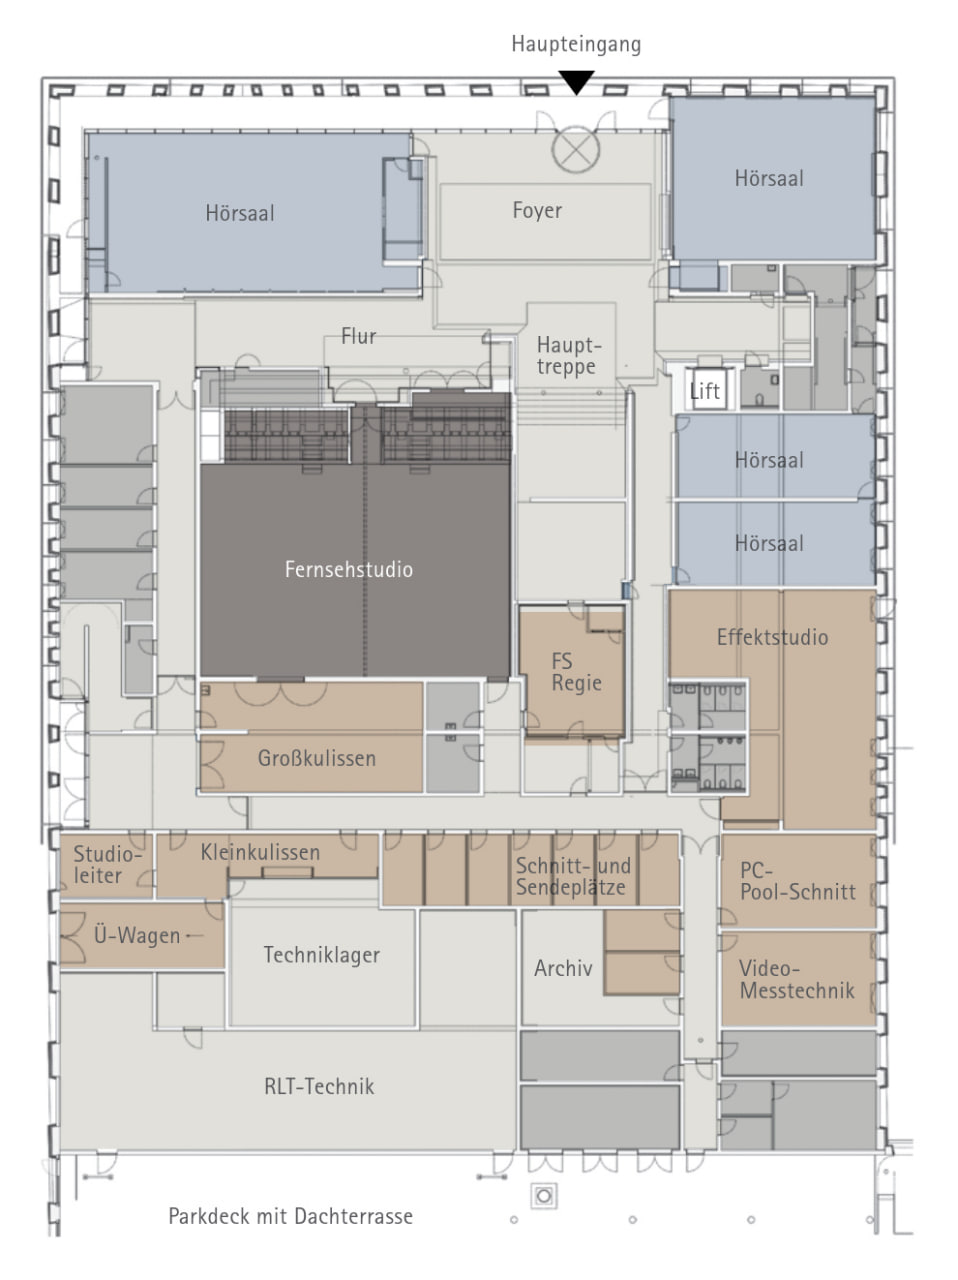 Haupteingang
Hörsaal
Foyer
Hörsaal
Flur
Haupt-
treppe
Lift
Hörsaal
Hörsaal
Fernsehstudio
Effektstudio
FS
Regie
Großkulissen
Studio-
leiter
Kleinkulissen
Schnitt- und
Sendeplätze
PC-
Pool-Schnitt
Ü-Wagen
Techniklager
Archiv
Video-
Messtechnik
RLT-Technik
Parkdeck mit Dachterrasse